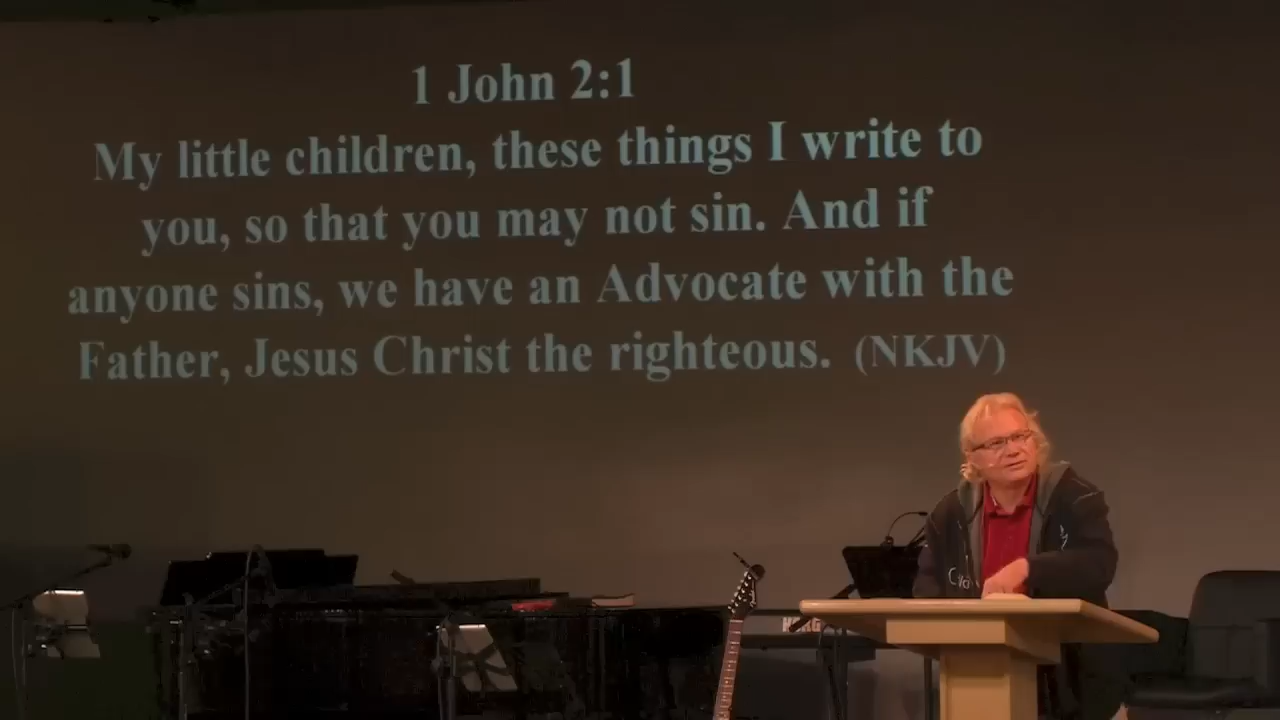 1 John 2:1
My little children, these things I write to
you, so that you may not sin. And if
anyone sins, we have an Advocate with the
Father, Jesus Christ the righteous. (NKJV)